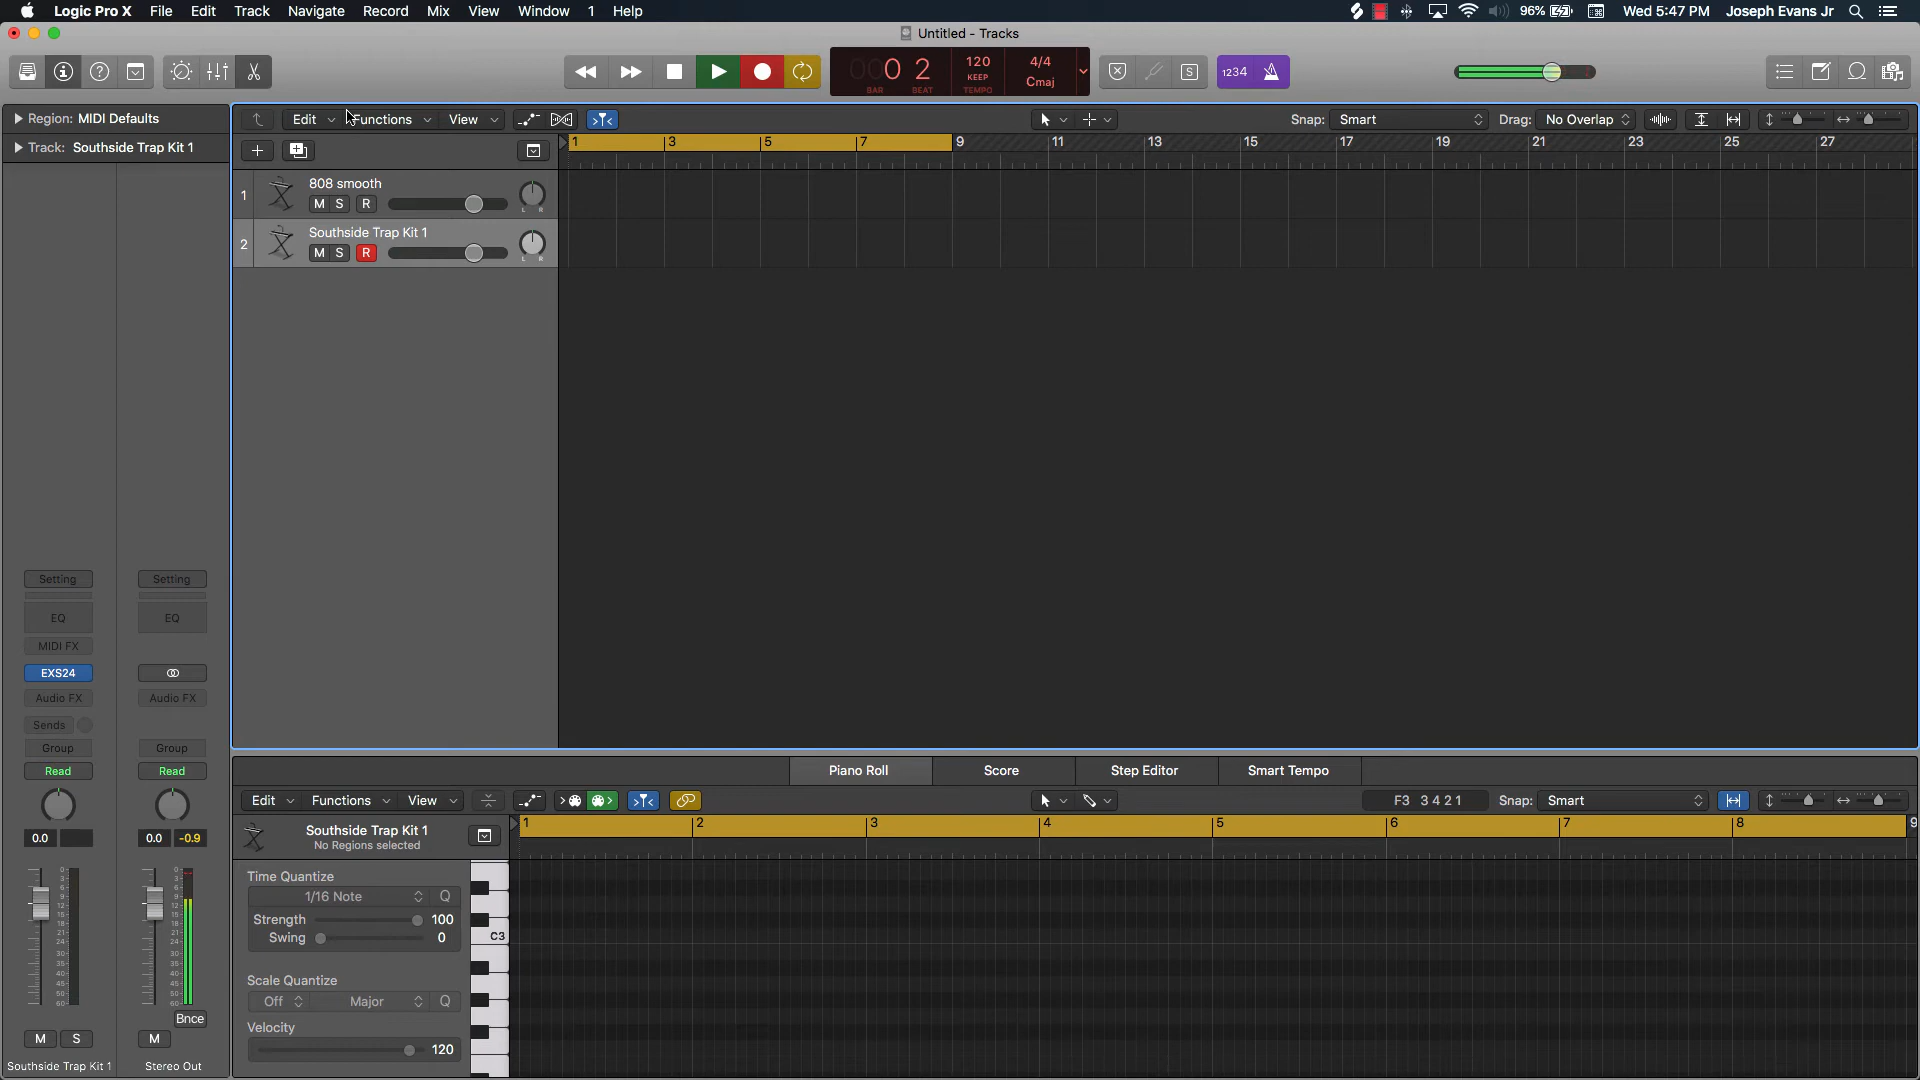 Logic Pro X File Edit Track Navigate Record Mix View Window 1 Help 96% Wed 5:47 PM Joseph Evans Jr
Untitled - Tracks
000 2 BAR BEAT 120 KEEP TEMPO 4/4 Cmaj S 1234
Region: MIDI Defaults
Edit Functions View Snap: Smart Drag: No Overlap
Track: Southside Trap Kit 1
1 3 5 7 9 11 13 15 17 19 21 23 25 27
1 808 smooth
M S R L R
2 Southside Trap Kit 1
M S R L R
Setting Setting
EQ EQ
MIDI FX
EXS24
Audio FX Audio FX
Sends
Group Group
Read Read
0.0 0.0 -0.9
Bnce
M S M
Southside Trap Kit 1 Stereo Out
Piano Roll Score Step Editor Smart Tempo
Edit Functions View F3 3 4 2 1 Snap: Smart
Southside Trap Kit 1
No Regions selected
1 2 3 4 5 6 7 8 9
Time Quantize
1/16 Note Q
Strength 100
Swing 0
C3
Scale Quantize
Off Major Q
Velocity
120